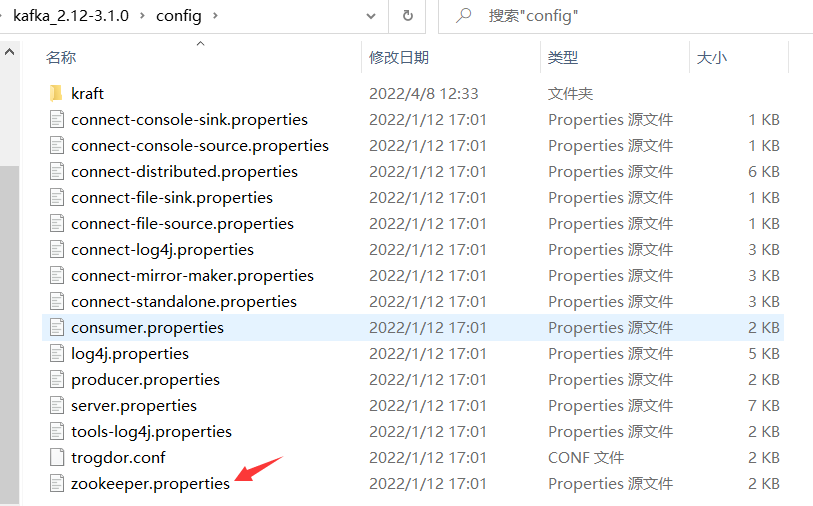 kafka_2.12-3.1.0 › config ›
搜索"config"
名称 修改日期 类型 大小
kraft 2022/4/8 12:33 文件夹
connect-console-sink.properties 2022/1/12 17:01 Properties 源文件 1 KB
connect-console-source.properties 2022/1/12 17:01 Properties 源文件 1 KB
connect-distributed.properties 2022/1/12 17:01 Properties 源文件 6 KB
connect-file-sink.properties 2022/1/12 17:01 Properties 源文件 1 KB
connect-file-source.properties 2022/1/12 17:01 Properties 源文件 1 KB
connect-log4j.properties 2022/1/12 17:01 Properties 源文件 3 KB
connect-mirror-maker.properties 2022/1/12 17:01 Properties 源文件 3 KB
connect-standalone.properties 2022/1/12 17:01 Properties 源文件 3 KB
consumer.properties 2022/1/12 17:01 Properties 源文件 2 KB
log4j.properties 2022/1/12 17:01 Properties 源文件 5 KB
producer.properties 2022/1/12 17:01 Properties 源文件 2 KB
server.properties 2022/1/12 17:01 Properties 源文件 7 KB
tools-log4j.properties 2022/1/12 17:01 Properties 源文件 2 KB
trogdor.conf 2022/1/12 17:01 CONF 文件 2 KB
zookeeper.properties 2022/1/12 17:01 Properties 源文件 2 KB